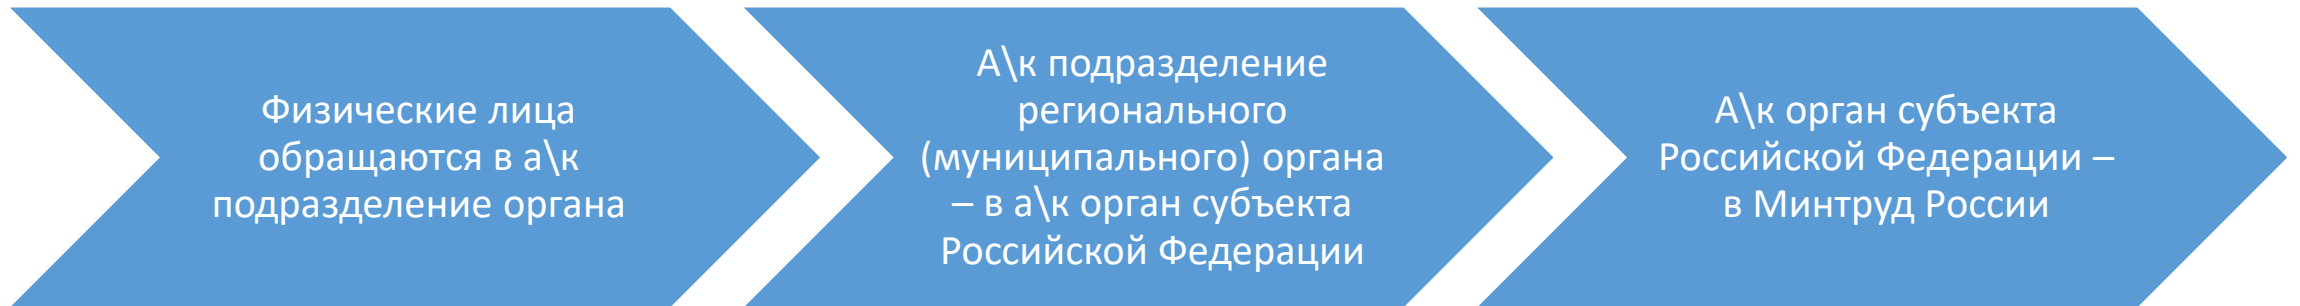 Физические лица
обращаются в а\к
подразделение органа
А\к подразделение
регионального
(муниципального) органа
– в а\к орган субъекта
Российской Федерации
А\к орган субъекта
Российской Федерации –
в Минтруд России